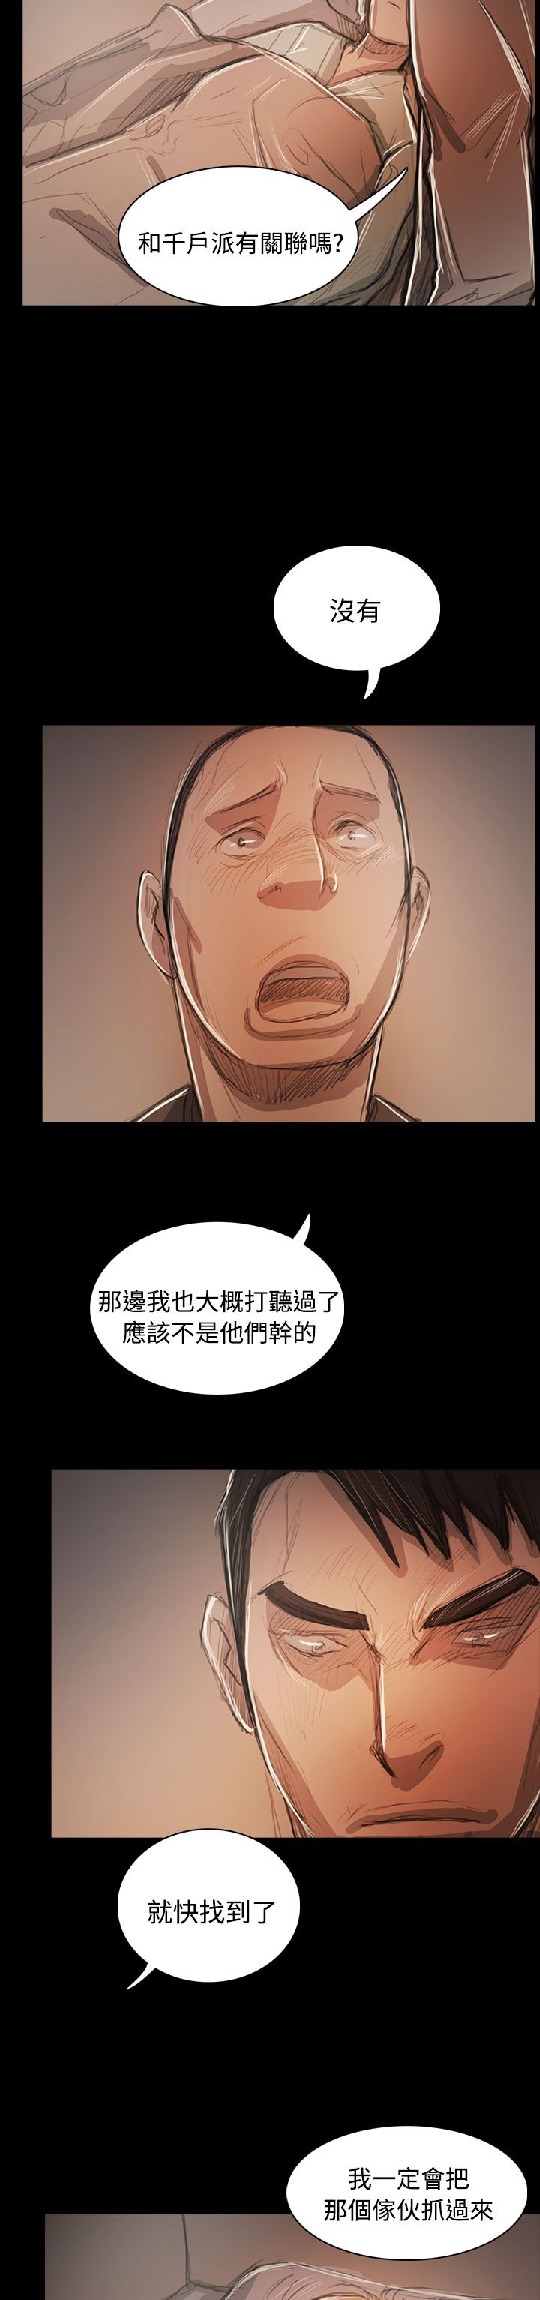 和千戶派有關聯嗎?
沒有
那邊我也大概打聽過了
應該不是他們幹的
就快找到了
我一定會把
那個傢伙抓過來